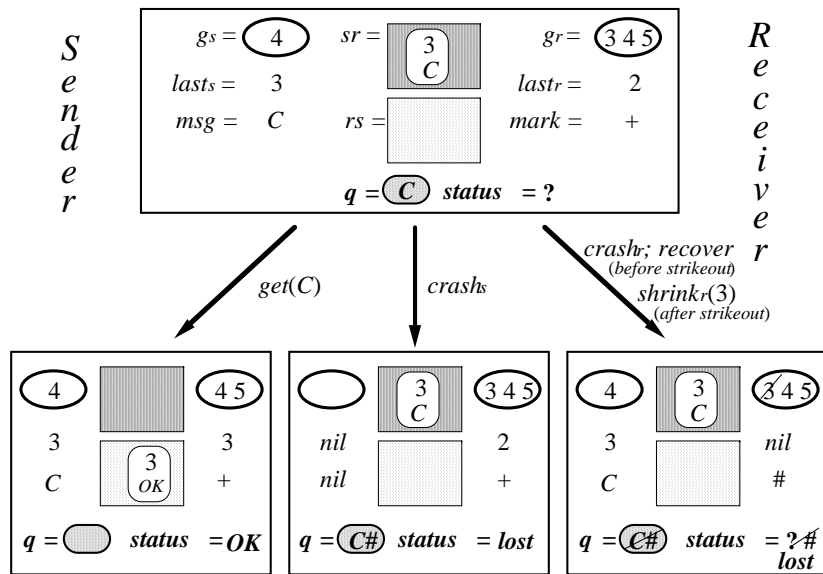 Sender
Receiver
gs = 4 sr = 3 gr = 3 4 5
C
lasts = 3 lastr = 2
msg = C rs = mark = +
q = C status = ?
get(C)
crashs
crashr; recover
(before strikeout)
shrinkr(3)
(after strikeout)
4 4 5
3 3
C 3 +
OK
q = status = OK
3 3 4 5
C
nil 2
nil +
q = C# status = lost
4 3 3 4 5
C
3 nil
C #
q = C# status = ? #
lost